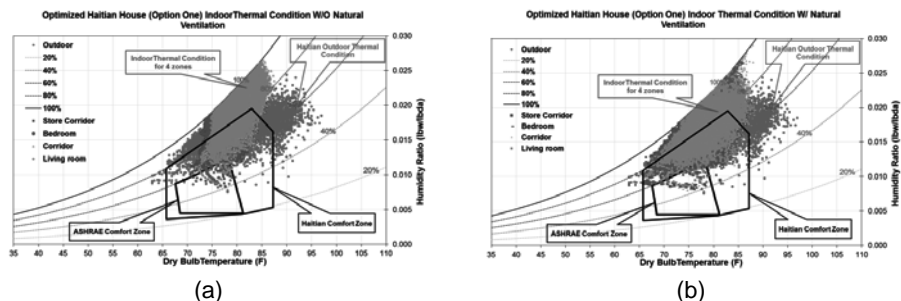 Optimized Haitian House (Option One) IndoorThermal Condition W/O Natural
Ventilation
Outdoor
20%
40%
60%
80%
100%
Store Corridor
Bedroom
Corridor
Living room
IndoorThermal Condition
for 4 zones
Haitian Outdoor Thermal
Condition
100%
40%
20%
ASHRAE Comfort Zone
Haitian Comfort Zone
0.030
0.025
0.020
0.015
0.010
0.005
0.000
Humidity Ratio (lbw/lbda)
35 40 45 50 55 60 65 70 75 80 85 90 95 100 105 110
Dry BulbTemperature (F)
(a)
Optimized Haitian House (Option One) Indoor Thermal Condition W/ Natural
Ventilation
Outdoor
20%
40%
60%
80%
100%
Store Corridor
Bedroom
Corridor
Living room
IndoorThermal Condition
for 4 zones
Haitian Outdoor Thermal
Condition
100%
40%
20%
ASHRAE Comfort Zone
Haitian Comfort Zone
0.030
0.025
0.020
0.015
0.010
0.005
0.000
Humidity Ratio (lbw/lbda)
35 40 45 50 55 60 65 70 75 80 85 90 95 100 105 110
Dry BulbTemperature (F)
(b)